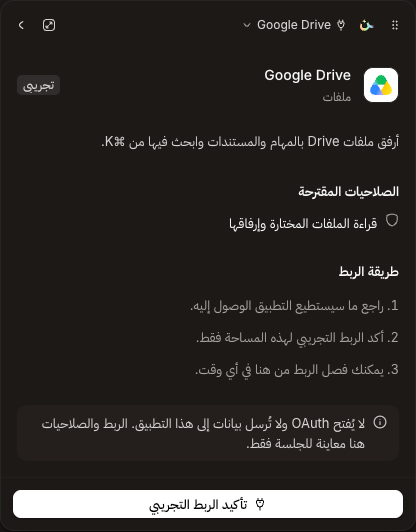 Google Drive
Google Drive
ملفات
تجريبي
أرفق ملفات Drive بالمهام والمستندات وابحث فيها من ⌘K.
الصلاحيات المقترحة
قراءة الملفات المختارة وإرفاقها
طريقة الربط
1. راجع ما سيستطيع التطبيق الوصول إليه.
2. أكد الربط التجريبي لهذه المساحة فقط.
3. يمكنك فصل الربط من هنا في أي وقت.
لا يُفتح OAuth ولا تُرسل بيانات إلى هذا التطبيق. الربط والصلاحيات
هنا معاينة للجلسة فقط.
تأكيد الربط التجريبي